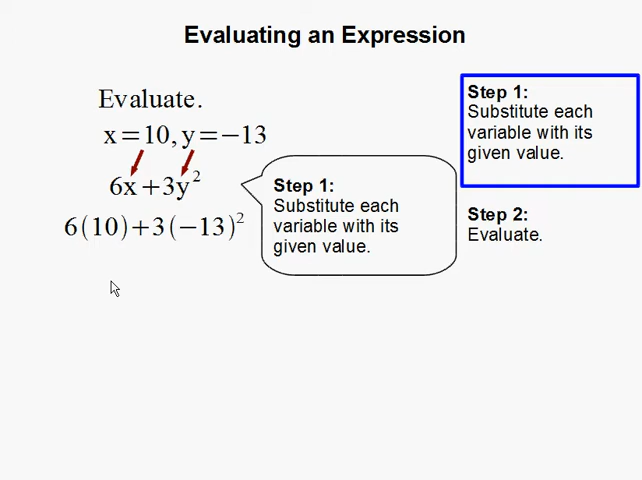 Evaluating an Expression
Evaluate.
x=10,y=−13
6x+3y²
6(10)+3(−13)²
Step 1:
Substitute each
variable with its
given value.
Step 1:
Substitute each
variable with its
given value.
Step 2:
Evaluate.